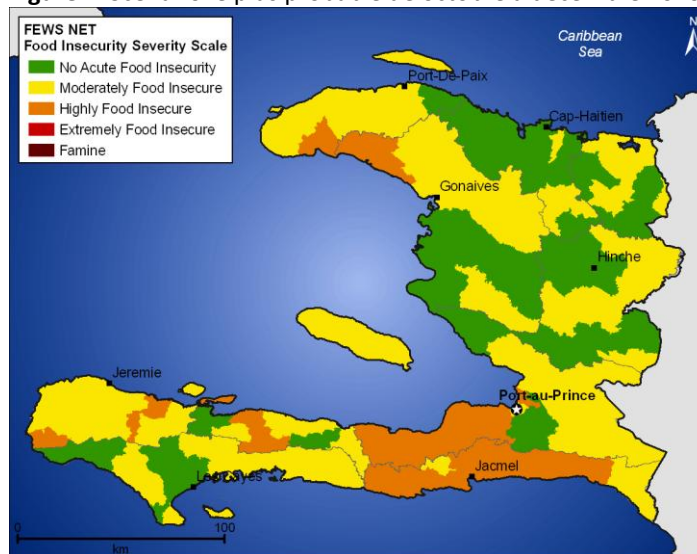 FEWS NET
Food Insecurity Severity Scale
No Acute Food Insecurity
Moderately Food Insecure
Highly Food Insecure
Extremely Food Insecure
Famine
Caribbean
Sea
N
Port-De-Paix
Cap-Haitien
Gonaives
Hinche
Jeremie
Port-au-Prince
Jacmel
0
100
km